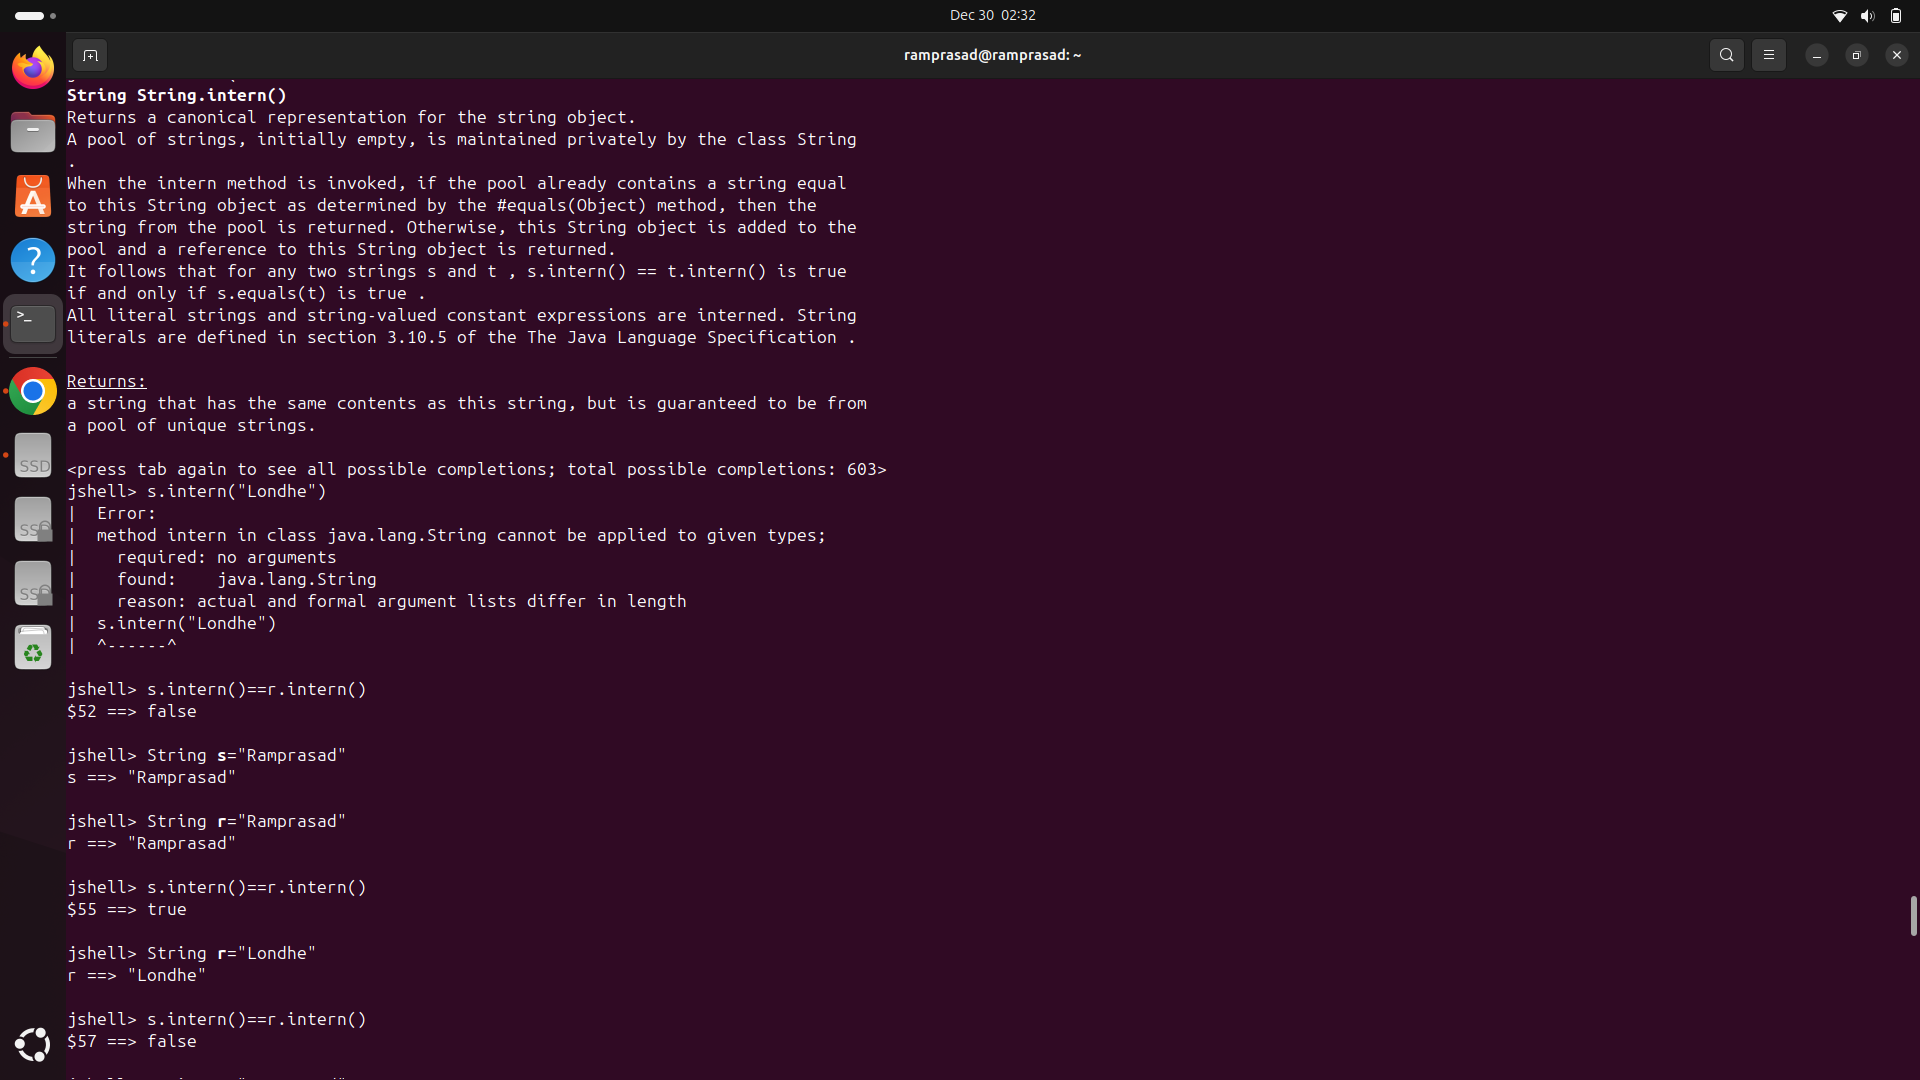 Dec 30 02:32
ramprasad@ramprasad: ~
String String.intern()
Returns a canonical representation for the string object.
A pool of strings, initially empty, is maintained privately by the class String
.
When the intern method is invoked, if the pool already contains a string equal
to this String object as determined by the #equals(Object) method, then the
string from the pool is returned. Otherwise, this String object is added to the
pool and a reference to this String object is returned.
It follows that for any two strings s and t , s.intern() == t.intern() is true
if and only if s.equals(t) is true .
All literal strings and string-valued constant expressions are interned. String
literals are defined in section 3.10.5 of the The Java Language Specification .
Returns:
a string that has the same contents as this string, but is guaranteed to be from
a pool of unique strings.
<press tab again to see all possible completions; total possible completions: 603>
jshell> s.intern("Londhe")
|  Error:
|  method intern in class java.lang.String cannot be applied to given types;
|    required: no arguments
|    found:    java.lang.String
|    reason: actual and formal argument lists differ in length
|  s.intern("Londhe")
|  ^------^
jshell> s.intern()==r.intern()
$52 ==> false
jshell> String s="Ramprasad"
s ==> "Ramprasad"
jshell> String r="Ramprasad"
r ==> "Ramprasad"
jshell> s.intern()==r.intern()
$55 ==> true
jshell> String r="Londhe"
r ==> "Londhe"
jshell> s.intern()==r.intern()
$57 ==> false
SSD
SSD
SSD